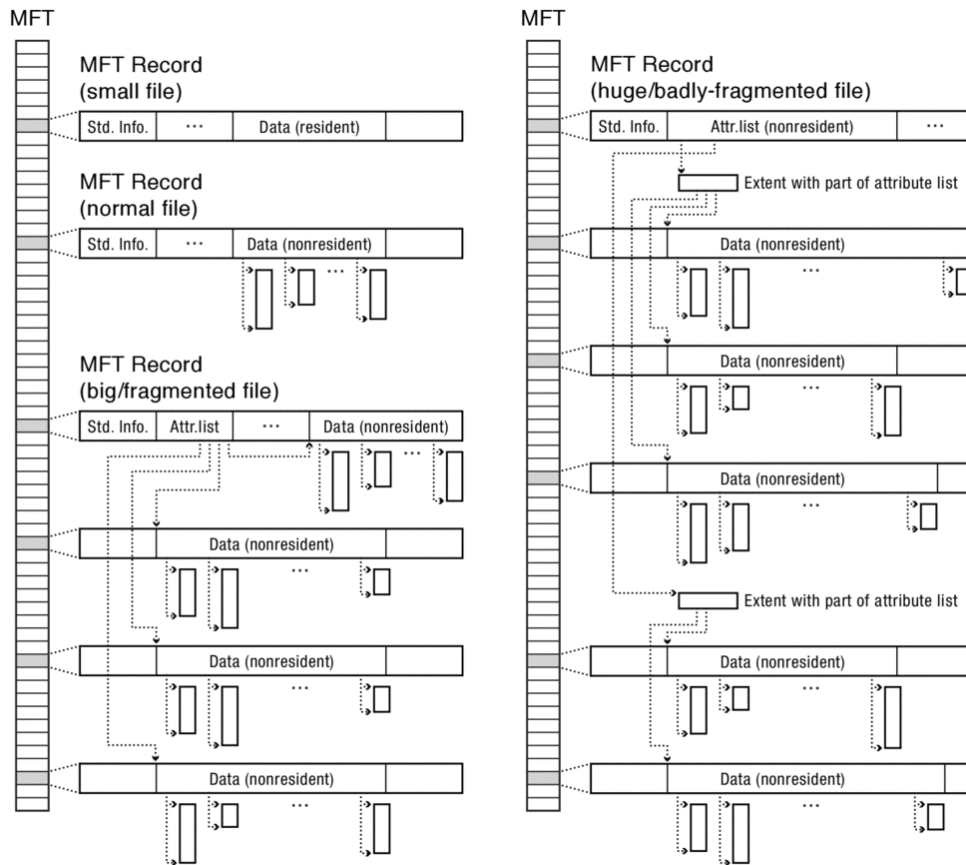 MFT
MFT Record
(small file)
Std. Info.
...
Data (resident)
MFT Record
(normal file)
Std. Info.
...
Data (nonresident)
...
MFT Record
(big/fragmented file)
Std. Info.
Attr.list
...
Data (nonresident)
...
Data (nonresident)
...
Data (nonresident)
...
Data (nonresident)
...
MFT
MFT Record
(huge/badly-fragmented file)
Std. Info.
Attr.list (nonresident)
...
Extent with part of attribute list
Data (nonresident)
...
Data (nonresident)
...
Data (nonresident)
...
Extent with part of attribute list
Data (nonresident)
...
Data (nonresident)
...